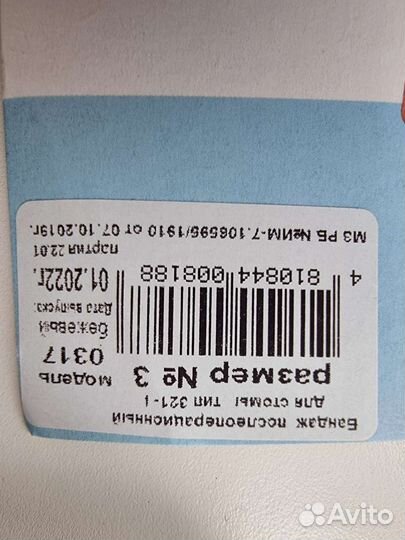 Бандаж послеоперационный
для стомы тип 321-
размер № 3
модель
0317
бежевый
Дата выпуска:
01.2022г.
партия 22.01
4 810844 008188
МЗ РБ №ИМ-7.106595/1910 от 07.10.2019г.
Avito